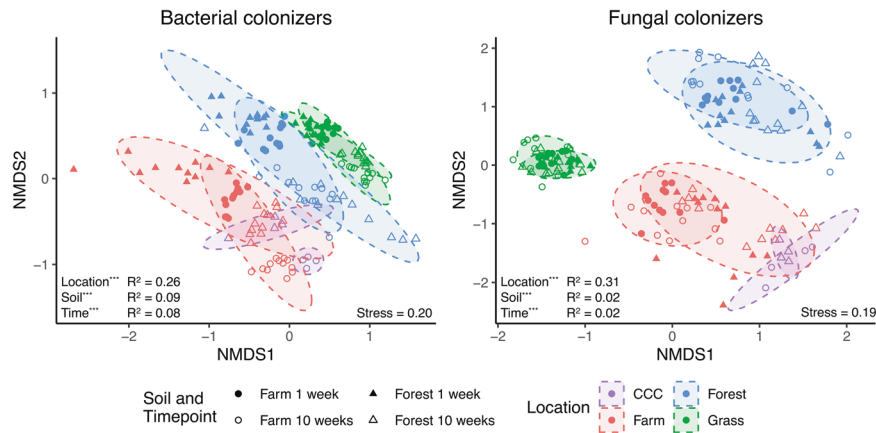 Bacterial colonizers
Fungal colonizers
NMDS2
1
0
−1
Location*** R² = 0.26
Soil*** R² = 0.09
Time*** R² = 0.08
Stress = 0.20
−2 −1 0 1
NMDS1
NMDS2
2
1
0
−1
−2
Location*** R² = 0.31
Soil*** R² = 0.02
Time*** R² = 0.02
Stress = 0.19
−2 −1 0 1 2
NMDS1
Soil and
Timepoint
Farm 1 week
Forest 1 week
Farm 10 weeks
Forest 10 weeks
Location
CCC
Forest
Farm
Grass